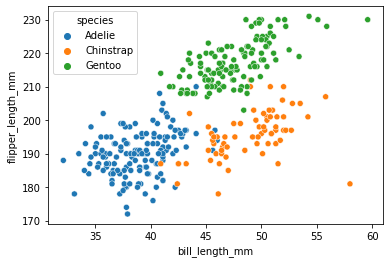 species
Adelie
Chinstrap
Gentoo
flipper_length_mm
230
220
210
200
190
180
170
35
40
45
50
55
60
bill_length_mm